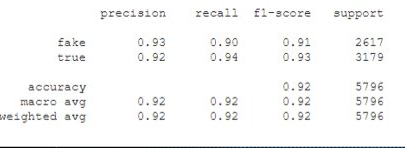 precision recall f1-score support
fake 0.93 0.90 0.91 2617
true 0.92 0.94 0.93 3179
accuracy 0.92 5796
macro avg 0.92 0.92 0.92 5796
weighted avg 0.92 0.92 0.92 5796